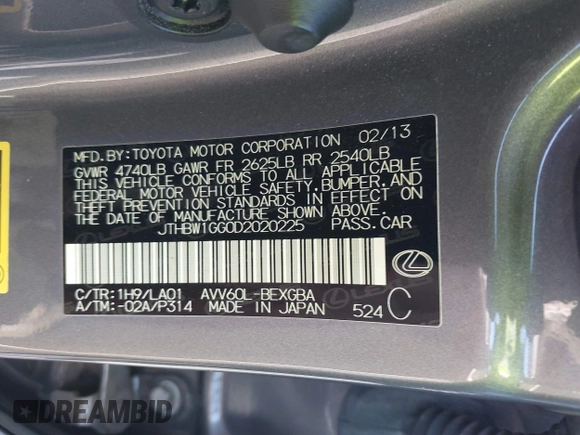 MFD.BY:TOYOTA MOTOR CORPORATION 02/13
GVWR 4740LB GAWR FR 2625LB RR 2540LB
THIS VEHICLE CONFORMS TO ALL APPLICABLE
FEDERAL MOTOR VEHICLE SAFETY, BUMPER, AND
THEFT PREVENTION STANDARDS IN EFFECT ON
THE DATE OF MANUFACTURE SHOWN ABOVE.
JTHBW1GG0D2020225 PASS.CAR
C/TR:1H9/LA01 AVV60L-BEXGBA
A/TM:-02A/P314 MADE IN JAPAN 524 C
DREAMBID